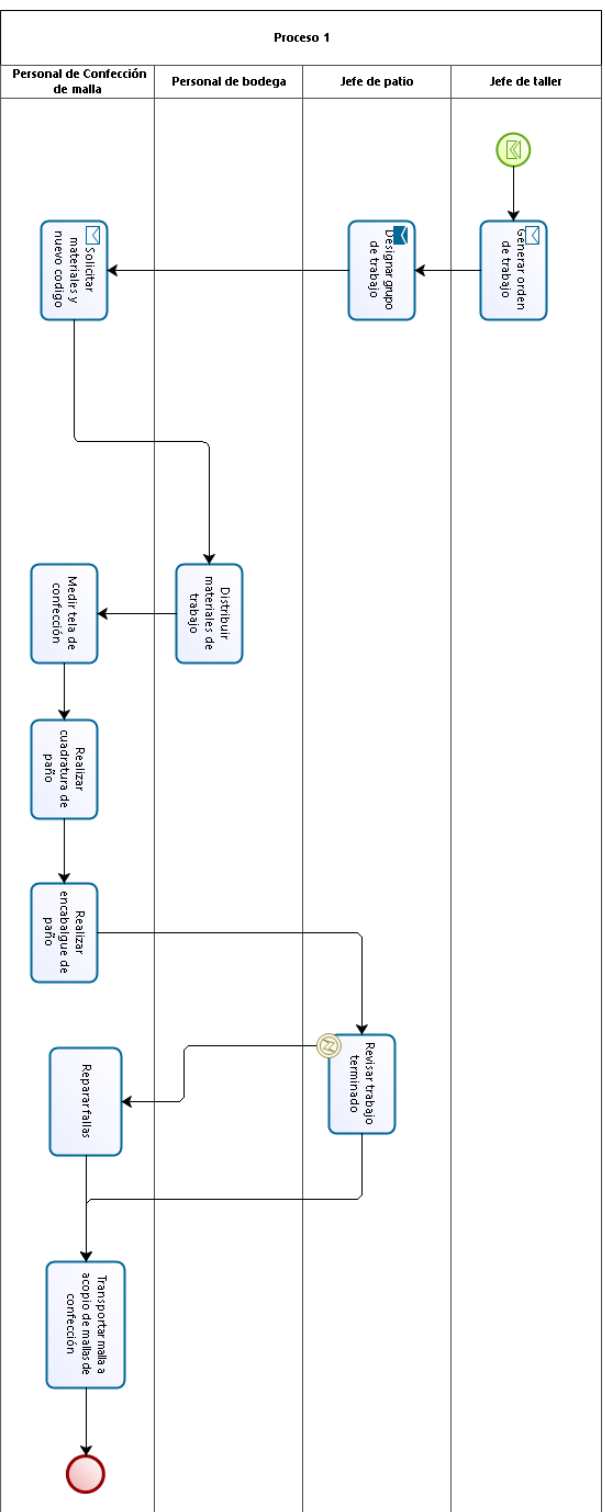 Proceso 1
Personal de Confección
de malla
Personal de bodega
Jefe de patio
Jefe de taller
Generar orden
de trabajo
Designar grupo
de trabajo
Solicitar
materiales y
nuevo codigo
Distribuir
materiales de
trabajo
Medir tela de
confección
Realizar
cuadratura de
paño
Realizar
encabalgue de
paño
Revisar trabajo
terminado
Reparar fallas
Transportar malla a
acopio de mallas de
confección